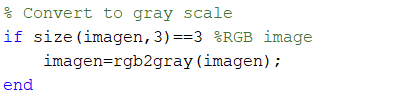 % Convert to gray scale
if size(imagen,3)==3 %RGB image
    imagen=rgb2gray(imagen);
end